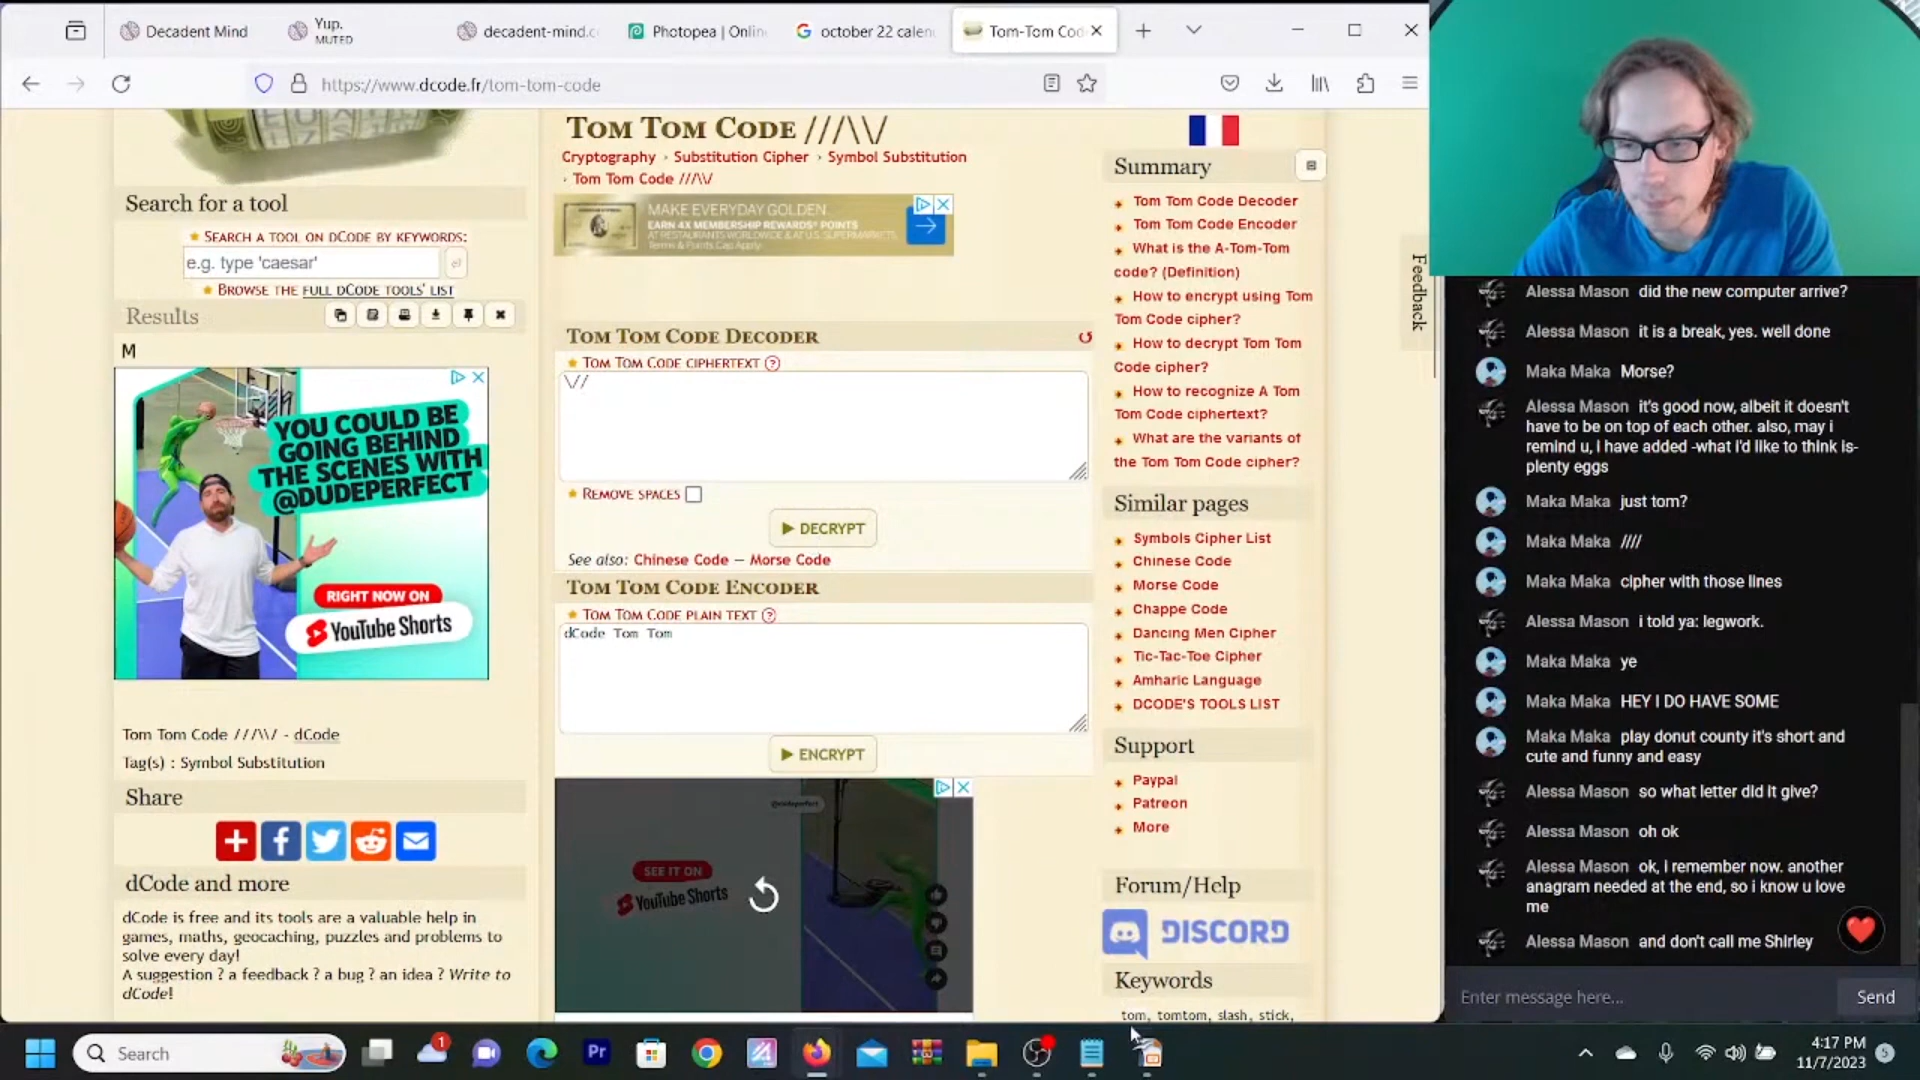 Decadent Mind
Yup.
MUTED
decadent-mind.c
Photopea | Onlin
october 22 calen
Tom-Tom Cod
https://www.dcode.fr/tom-tom-code
Search for a tool
SEARCH A TOOL ON DCODE BY KEYWORDS:
e.g. type 'caesar'
BROWSE THE FULL DCODE TOOLS' LIST
Results
M
YOU COULD BE
GOING BEHIND
THE SCENES WITH
@DUDEPERFECT
RIGHT NOW ON
YouTube Shorts
Tom Tom Code ///\\/ - dCode
Tag(s) : Symbol Substitution
Share
dCode and more
dCode is free and its tools are a valuable help in
games, maths, geocaching, puzzles and problems to
solve every day!
A suggestion ? a feedback ? a bug ? an idea ? Write to
dCode!
TOM TOM CODE ///\\/
Cryptography › Substitution Cipher › Symbol Substitution
› Tom Tom Code ///\\/
MAKE EVERYDAY GOLDEN.
EARN 4X MEMBERSHIP REWARDS® POINTS
AT RESTAURANTS WORLDWIDE & AT U.S. SUPERMARKETS.
Terms & Points Cap Apply.
TOM TOM CODE DECODER
TOM TOM CODE CIPHERTEXT ?
\//
REMOVE SPACES
DECRYPT
See also: Chinese Code — Morse Code
TOM TOM CODE ENCODER
TOM TOM CODE PLAIN TEXT ?
dCode Tom Tom
ENCRYPT
@dudeperfect
SEE IT ON
YouTube Shorts
Summary
Tom Tom Code Decoder
Tom Tom Code Encoder
What is the A-Tom-Tom
code? (Definition)
How to encrypt using Tom
Tom Code cipher?
How to decrypt Tom Tom
Code cipher?
How to recognize A Tom
Tom Code ciphertext?
What are the variants of
the Tom Tom Code cipher?
Similar pages
Symbols Cipher List
Chinese Code
Morse Code
Chappe Code
Dancing Men Cipher
Tic-Tac-Toe Cipher
Amharic Language
DCODE'S TOOLS LIST
Support
Paypal
Patreon
More
Forum/Help
DISCORD
Keywords
tom, tomtom, slash, stick,
Feedback
Alessa Mason did the new computer arrive?
Alessa Mason it is a break, yes. well done
Maka Maka Morse?
Alessa Mason it's good now, albeit it doesn't
have to be on top of each other. also, may i
remind u, i have added -what i'd like to think is-
plenty eggs
Maka Maka just tom?
Maka Maka ////
Maka Maka cipher with those lines
Alessa Mason i told ya: legwork.
Maka Maka ye
Maka Maka HEY I DO HAVE SOME
Maka Maka play donut county it's short and
cute and funny and easy
Alessa Mason so what letter did it give?
Alessa Mason oh ok
Alessa Mason ok, i remember now. another
anagram needed at the end, so i know u love
me
Alessa Mason and don't call me Shirley
Enter message here...
Send
Search
1
Pr
4:17 PM
11/7/2023
5